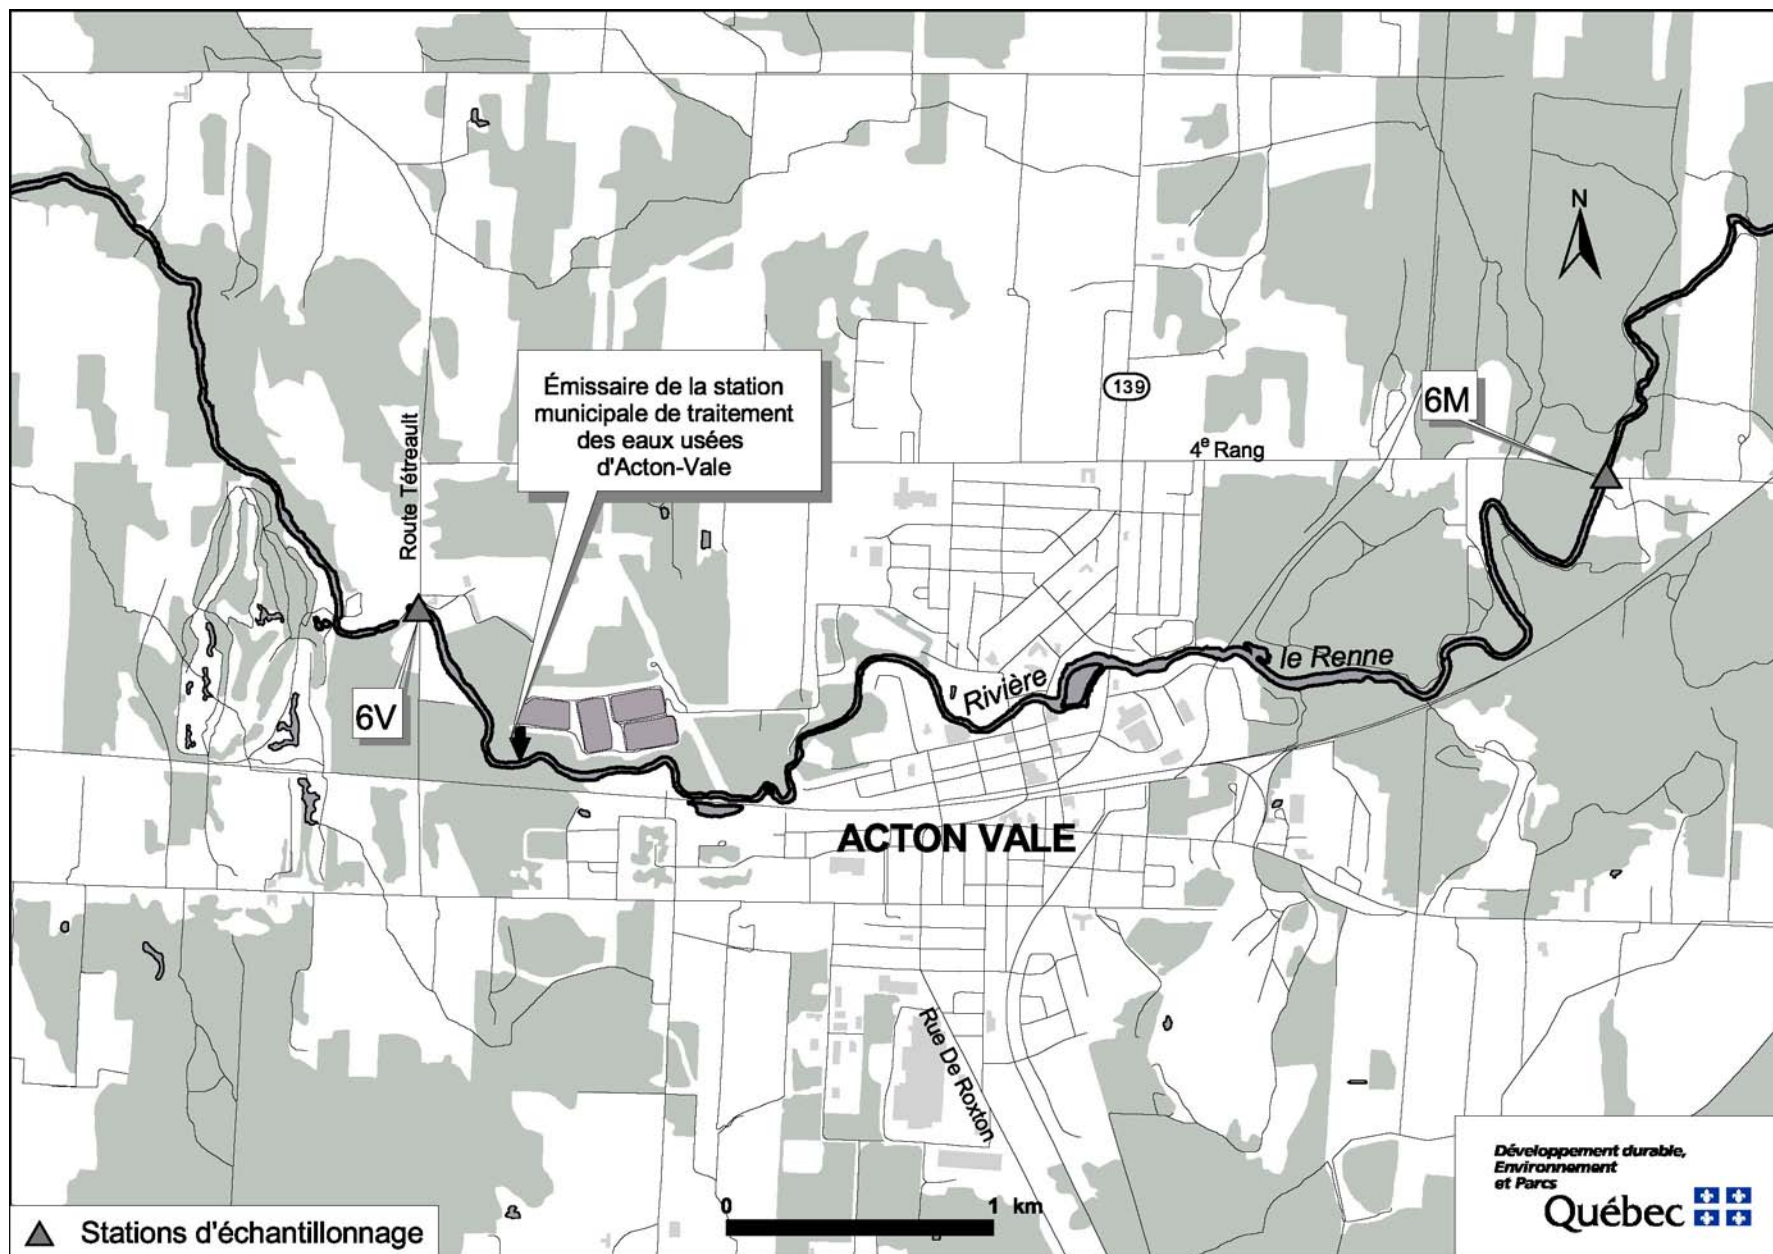 N
Émissaire de la station
municipale de traitement
des eaux usées
d'Acton-Vale
139
6M
4e Rang
Route Tétreault
le Renne
Rivière
6V
ACTON VALE
Rue De Roxton
Développement durable,
Environnement
et Parcs
Québec
0 1 km
Stations d'échantillonnage